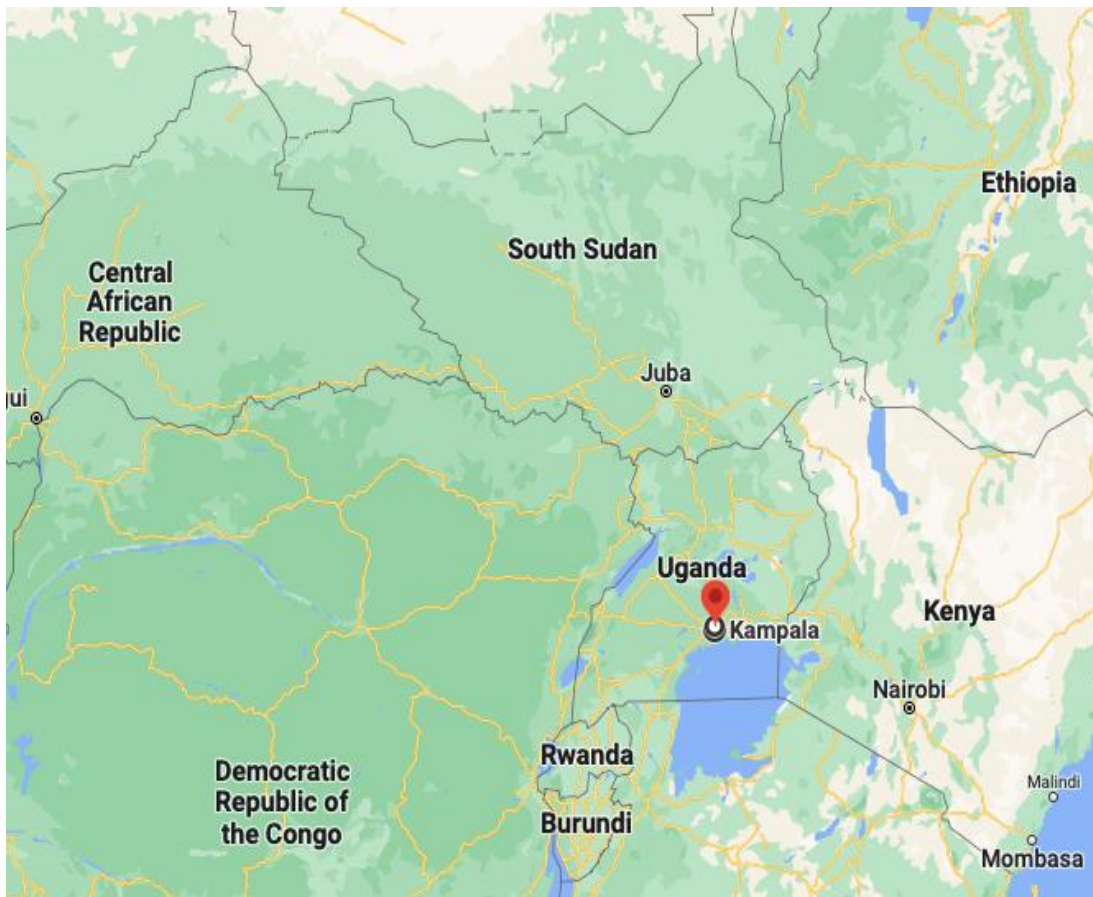 Ethiopia
South Sudan
Central
African
Republic
Juba
gui
Uganda
Kampala
Kenya
Nairobi
Rwanda
Democratic
Republic of
the Congo
Malindi
Burundi
Mombasa